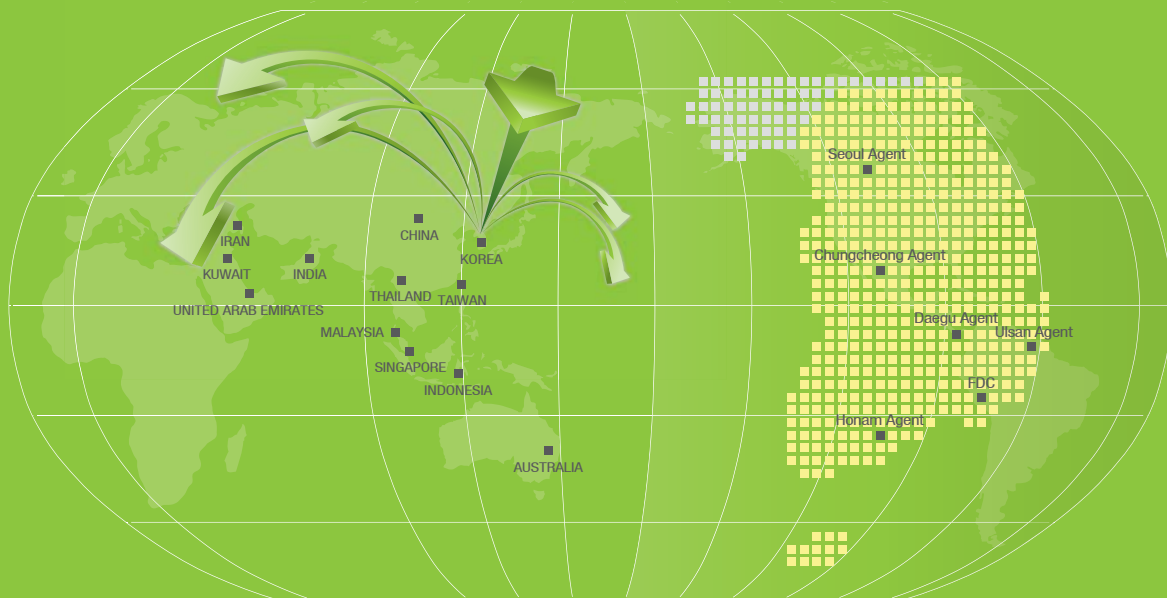 Seoul Agent
IRAN
CHINA
KOREA
Chungcheong Agent
KUWAIT
INDIA
THAILAND
TAIWAN
UNITED ARAB EMIRATES
Daegu Agent
Ulsan Agent
MALAYSIA
SINGAPORE
INDONESIA
FDC
Honam Agent
AUSTRALIA